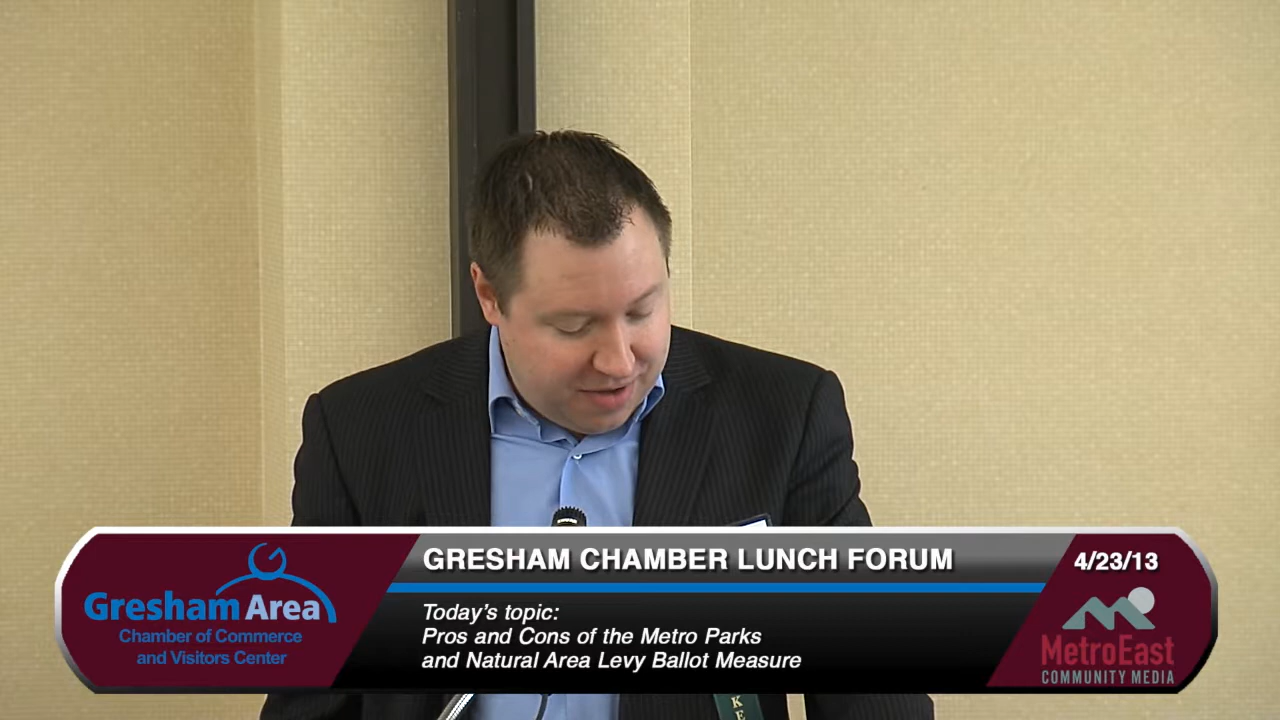 GRESHAM CHAMBER LUNCH FORUM
4/23/13
Gresham Area
Chamber of Commerce
and Visitors Center
Today's topic:
Pros and Cons of the Metro Parks
and Natural Area Levy Ballot Measure
MetroEast
COMMUNITY MEDIA
KE